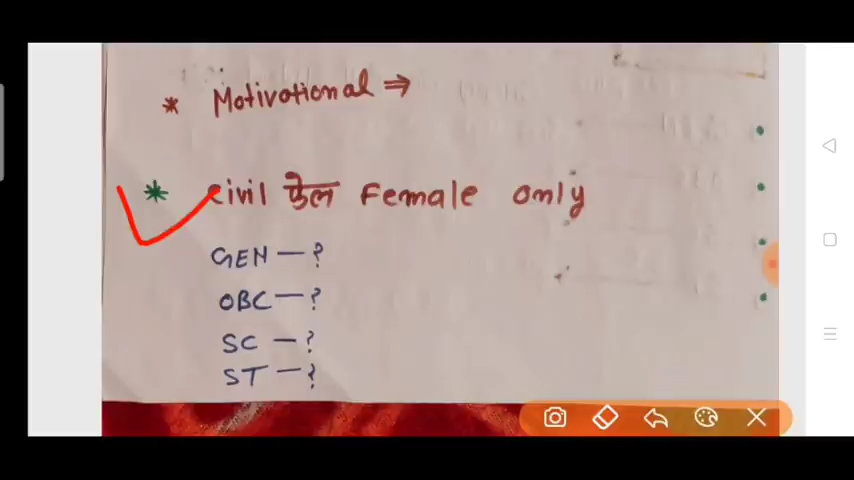 * Motivational ⇒
* Civil फेल Female Only
GEN — ?
OBC — ?
SC — ?
ST — ?